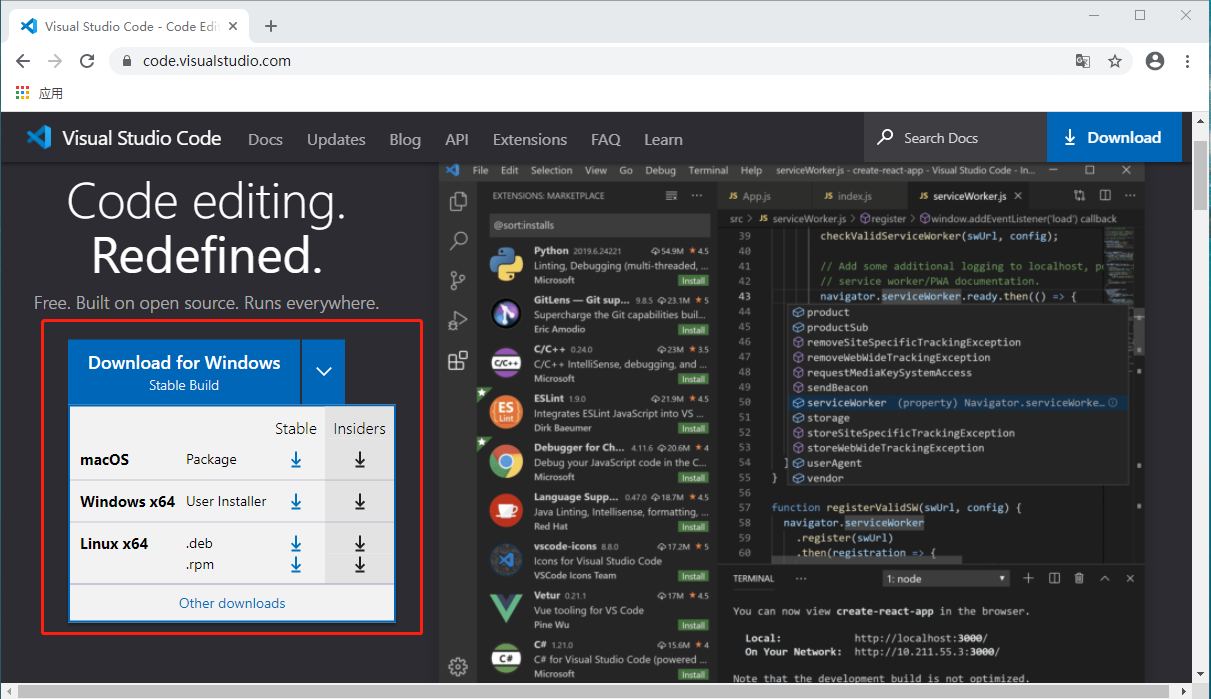 Visual Studio Code - Code Edi
code.visualstudio.com
应用
Visual Studio Code
Docs
Updates
Blog
API
Extensions
FAQ
Learn
Search Docs
Download
Code editing.
Redefined.
Free. Built on open source. Runs everywhere.
Download for Windows
Stable Build
Stable Insiders
macOS Package
Windows x64 User Installer
Linux x64 .deb
.rpm
Other downloads
File Edit Selection View Go Debug Terminal Help serviceWorker.js - create-react-app - Visual Studio Code - In...
EXTENSIONS: MARKETPLACE
@sort:installs
Python 2019.6.24221 54.9M 4.5
Linting, Debugging (multi-threaded, ...
Microsoft Install
GitLens — Git sup... 9.8.5 23.1M 5
Supercharge the Git capabilities buil...
Eric Amodio Install
C/C++ 0.24.0 23M 3.5
C/C++ IntelliSense, debugging, and ...
Microsoft Install
ESLint 1.9.0 21.9M 4.5
Integrates ESLint JavaScript into VS ...
Dirk Baeumer Install
Debugger for Ch... 4.11.6 20.6M 4
Debug your JavaScript code in the C...
Microsoft Install
Language Supp... 0.47.0 18.7M 4.5
Java Linting, Intellisense, formatting, ...
Red Hat Install
vscode-icons 8.8.0 17.2M 5
Icons for Visual Studio Code
VSCode Icons Team Install
Vetur 0.21.1 17M 4.5
Vue tooling for VS Code
Pine Wu Install
C# 1.21.0 15.6M 4
C# for Visual Studio Code (powered ...
Microsoft Install
JS App.js JS index.js JS serviceWorker.js
src > JS serviceWorker.js > register > window.addEventListener('load') callback
39 checkValidServiceWorker(swUrl, config);
40
41 // Add some additional logging to localhost, p
42 // service worker/PWA documentation.
43 navigator.serviceWorker.ready.then(() => {
44 product
45 productSub
46 removeSiteSpecificTrackingException
47 removeWebWideTrackingException
48 requestMediaKeySystemAccess
49 sendBeacon
50 serviceWorker (property) Navigator.serviceWorke...
51 storage
52 storeSiteSpecificTrackingException
53 storeWebWideTrackingException
54 } userAgent
55 } vendor
56
57 function registerValidSW(swUrl, config) {
58 navigator.serviceWorker
59 .register(swUrl)
60 .then(registration => {
TERMINAL ... 1: node
You can now view create-react-app in the browser.
Local: http://localhost:3000/
On Your Network: http://10.211.55.3:3000/
Note that the development build is not optimized.